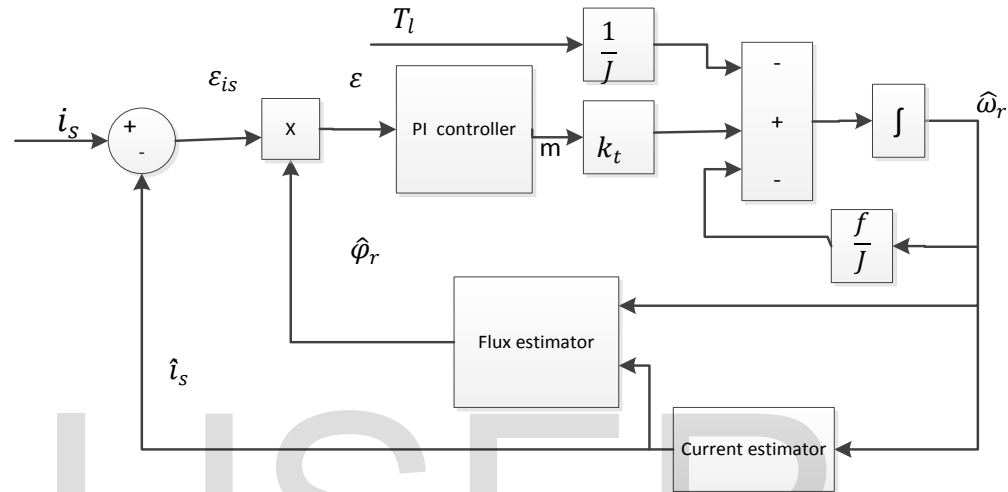 T_l
1/J
-
ε_is
ε
i_s
+
-
x
PI controller
m
k_t
+
-
∫
ω̂_r
f/J
φ̂_r
Flux estimator
î_s
Current estimator